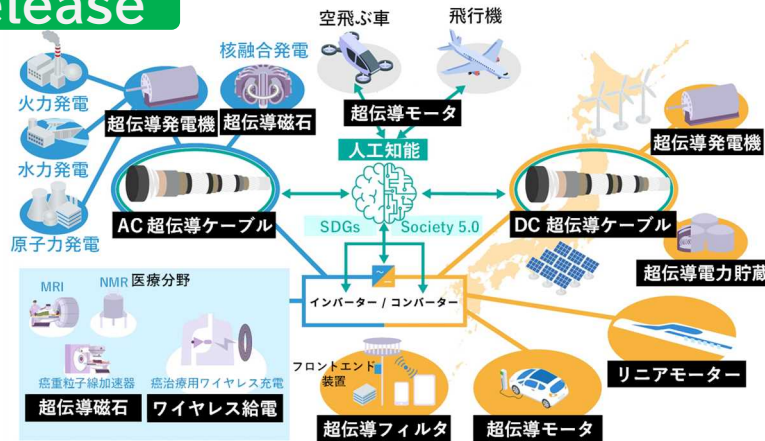 elease
空飛ぶ車
飛行機
核融合発電
火力発電
超伝導発電機
超伝導磁石
超伝導モータ
超伝導発電機
人工知能
水力発電
AC 超伝導ケーブル
DC 超伝導ケーブル
SDGs
Society 5.0
原子力発電
超伝導電力貯蔵
インバーター / コンバーター
MRI
NMR
医療分野
癌重粒子線加速器
癌治療用ワイヤレス充電
超伝導磁石
ワイヤレス給電
フロントエンド
装置
超伝導フィルタ
超伝導モータ
リニアモーター